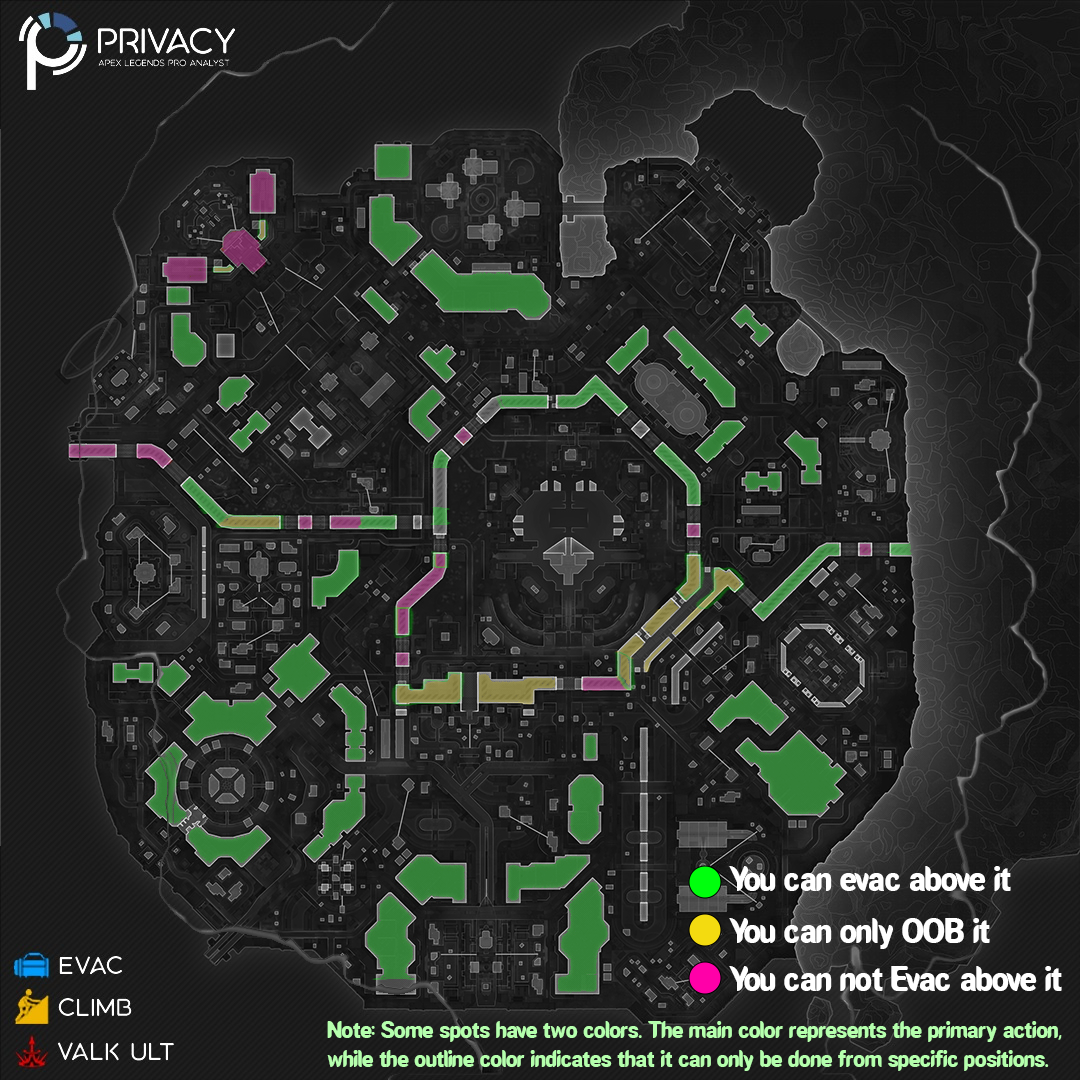 PRIVACY
APEX LEGENDS PRO ANALYST
You can evac above it
You can only OOB it
You can not Evac above it
EVAC
CLIMB
VALK ULT
Note: Some spots have two colors. The main color represents the primary action,
while the outline color indicates that it can only be done from specific positions.